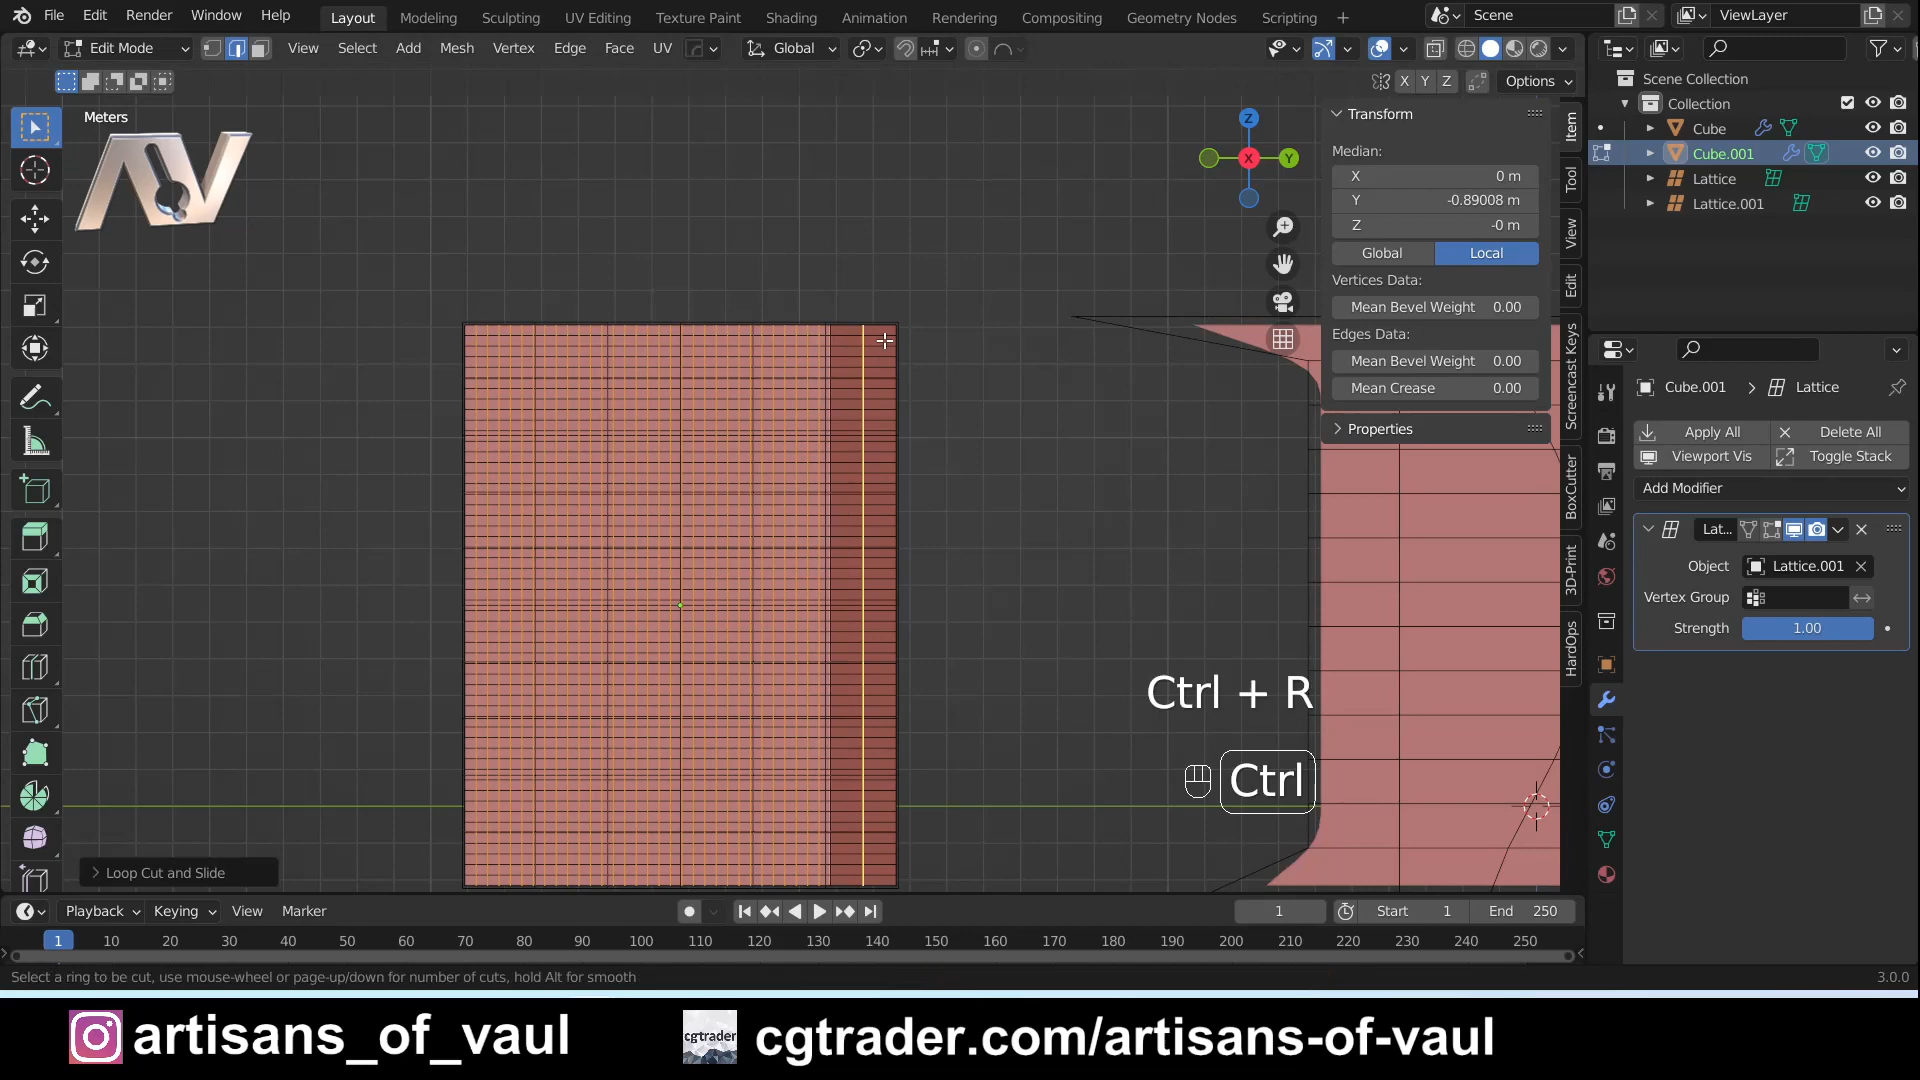 File Edit Render Window Help Layout Modeling Sculpting UV Editing Texture Paint Shading Animation Rendering Compositing Geometry Nodes Scripting + Scene ViewLayer
Edit Mode View Select Add Mesh Vertex Edge Face UV Global
X Y Z Options
Meters
Z
X Y
Transform
Median:
X 0 m
Y -0.89008 m
Z -0 m
Global Local
Vertices Data:
Mean Bevel Weight 0.00
Edges Data:
Mean Bevel Weight 0.00
Mean Crease 0.00
Properties
Item
Tool
View
Edit
Screencast Keys
BoxCutter
3D-Print
HardOps
Scene Collection
Collection
Cube
Cube.001
Lattice
Lattice.001
Cube.001 > Lattice
Apply All Delete All
Viewport Vis Toggle Stack
Add Modifier
Lat...
Object Lattice.001
Vertex Group
Strength 1.00
Ctrl + R
Ctrl
Loop Cut and Slide
Playback Keying View Marker 1 Start 1 End 250
1 10 20 30 40 50 60 70 80 90 100 110 120 130 140 150 160 170 180 190 200 210 220 230 240 250
Select a ring to be cut, use mouse-wheel or page-up/down for number of cuts, hold Alt for smooth 3.0.0
artisans_of_vaul cgtrader cgtrader.com/artisans-of-vaul